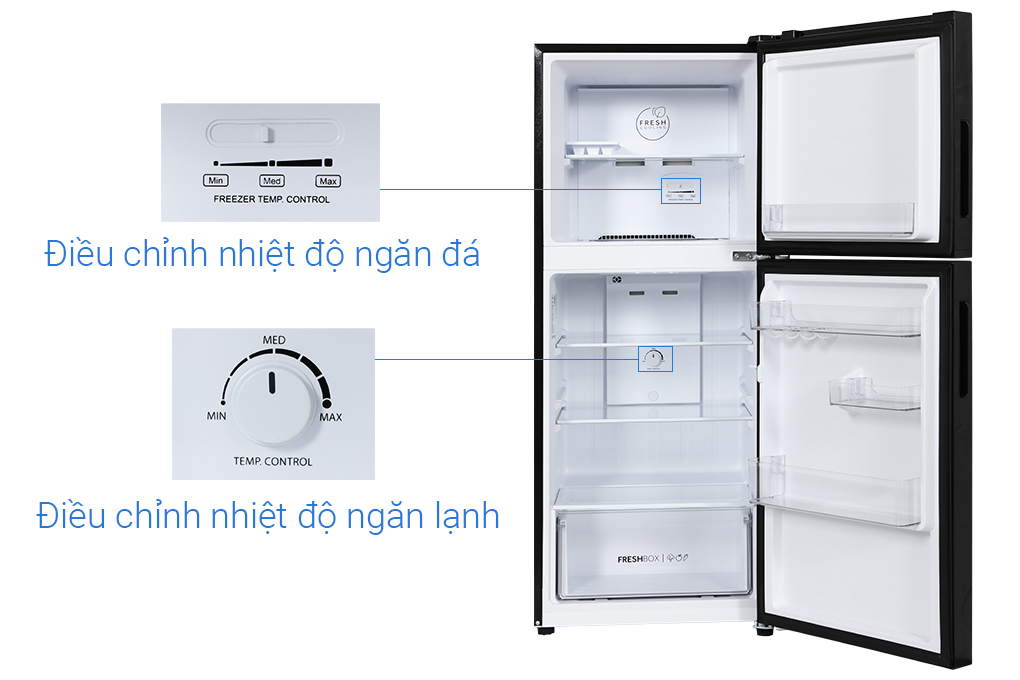 Min Med Max
FREEZER TEMP. CONTROL
Điều chỉnh nhiệt độ ngăn đá
MED
MIN MAX
TEMP. CONTROL
Điều chỉnh nhiệt độ ngăn lạnh
FRESH
COOLING
FRESHBOX